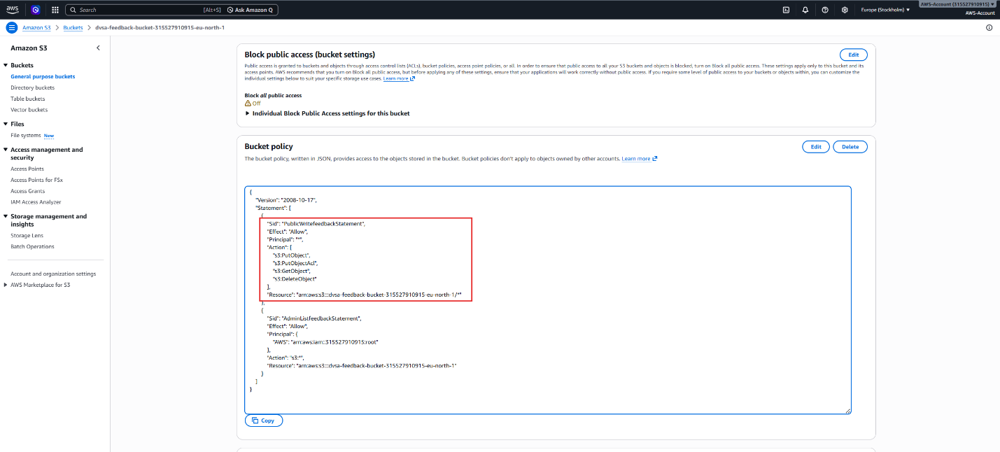 aws
Search
[Alt+S]
Ask Amazon Q
Europe (Stockholm) ▼
AWS-Account (315527910915) ▼
AWS-Account
Amazon S3 > Buckets > dvsa-feedback-bucket-315527910915-eu-north-1
Amazon S3
Buckets
General purpose buckets
Directory buckets
Table buckets
Vector buckets
Files
File systems New
Access management and
security
Access Points
Access Points for FSx
Access Grants
IAM Access Analyzer
Storage management and
insights
Storage Lens
Batch Operations
Account and organization settings
AWS Marketplace for S3
Block public access (bucket settings)
Edit
Public access is granted to buckets and objects through access control lists (ACLs), bucket policies, access point policies, or all. In order to ensure that public access to all your S3 buckets and objects is blocked, turn on Block all public access. These settings apply only to this bucket and its
access points. AWS recommends that you turn on Block all public access, but before applying any of these settings, ensure that your applications will work correctly without public access. If you require some level of public access to your buckets or objects within, you can customize the
individual settings below to suit your specific storage use cases. Learn more
Block all public access
Off
Individual Block Public Access settings for this bucket
Bucket policy
Edit
Delete
The bucket policy, written in JSON, provides access to the objects stored in the bucket. Bucket policies don't apply to objects owned by other accounts. Learn more
{
"Version": "2008-10-17",
"Statement": [
{
"Sid": "PublicWritefeedbackStatement",
"Effect": "Allow",
"Principal": "*",
"Action": [
"s3:PutObject",
"s3:PutObjectAcl",
"s3:GetObject",
"s3:DeleteObject"
],
"Resource": "arn:aws:s3:::dvsa-feedback-bucket-315527910915-eu-north-1/*"
},
{
"Sid": "AdminListfeedbackStatement",
"Effect": "Allow",
"Principal": {
"AWS": "arn:aws:iam::315527910915:root"
},
"Action": "s3:*",
"Resource": "arn:aws:s3:::dvsa-feedback-bucket-315527910915-eu-north-1"
}
]
}
Copy